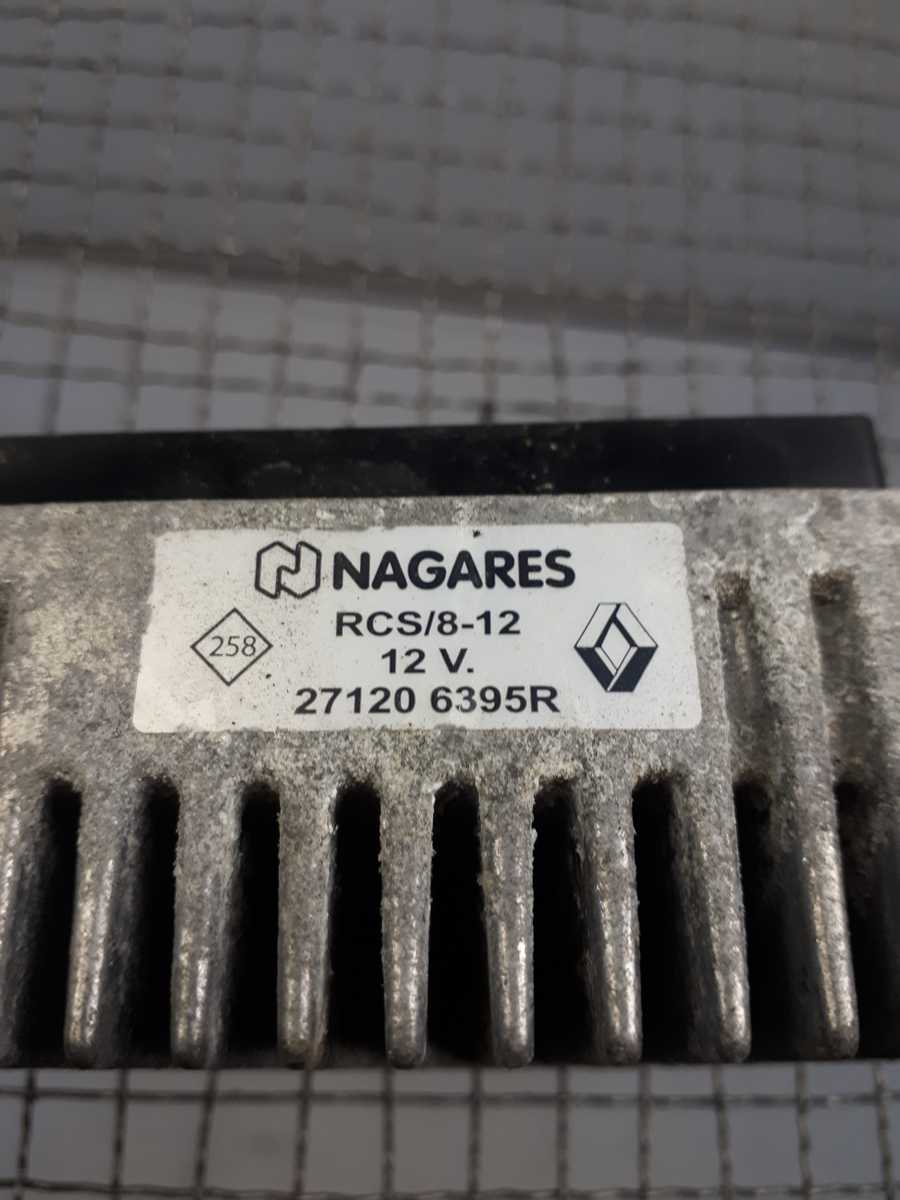 NAGARES
RCS/8-12
258
12 V.
27120 6395R